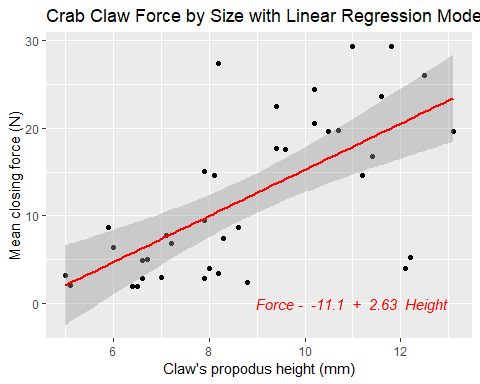 Crab Claw Force by Size with Linear Regression Mode
30
20
10
0
Mean closing force (N)
Force - -11.1 + 2.63 Height
6 8 10 12
Claw's propodus height (mm)